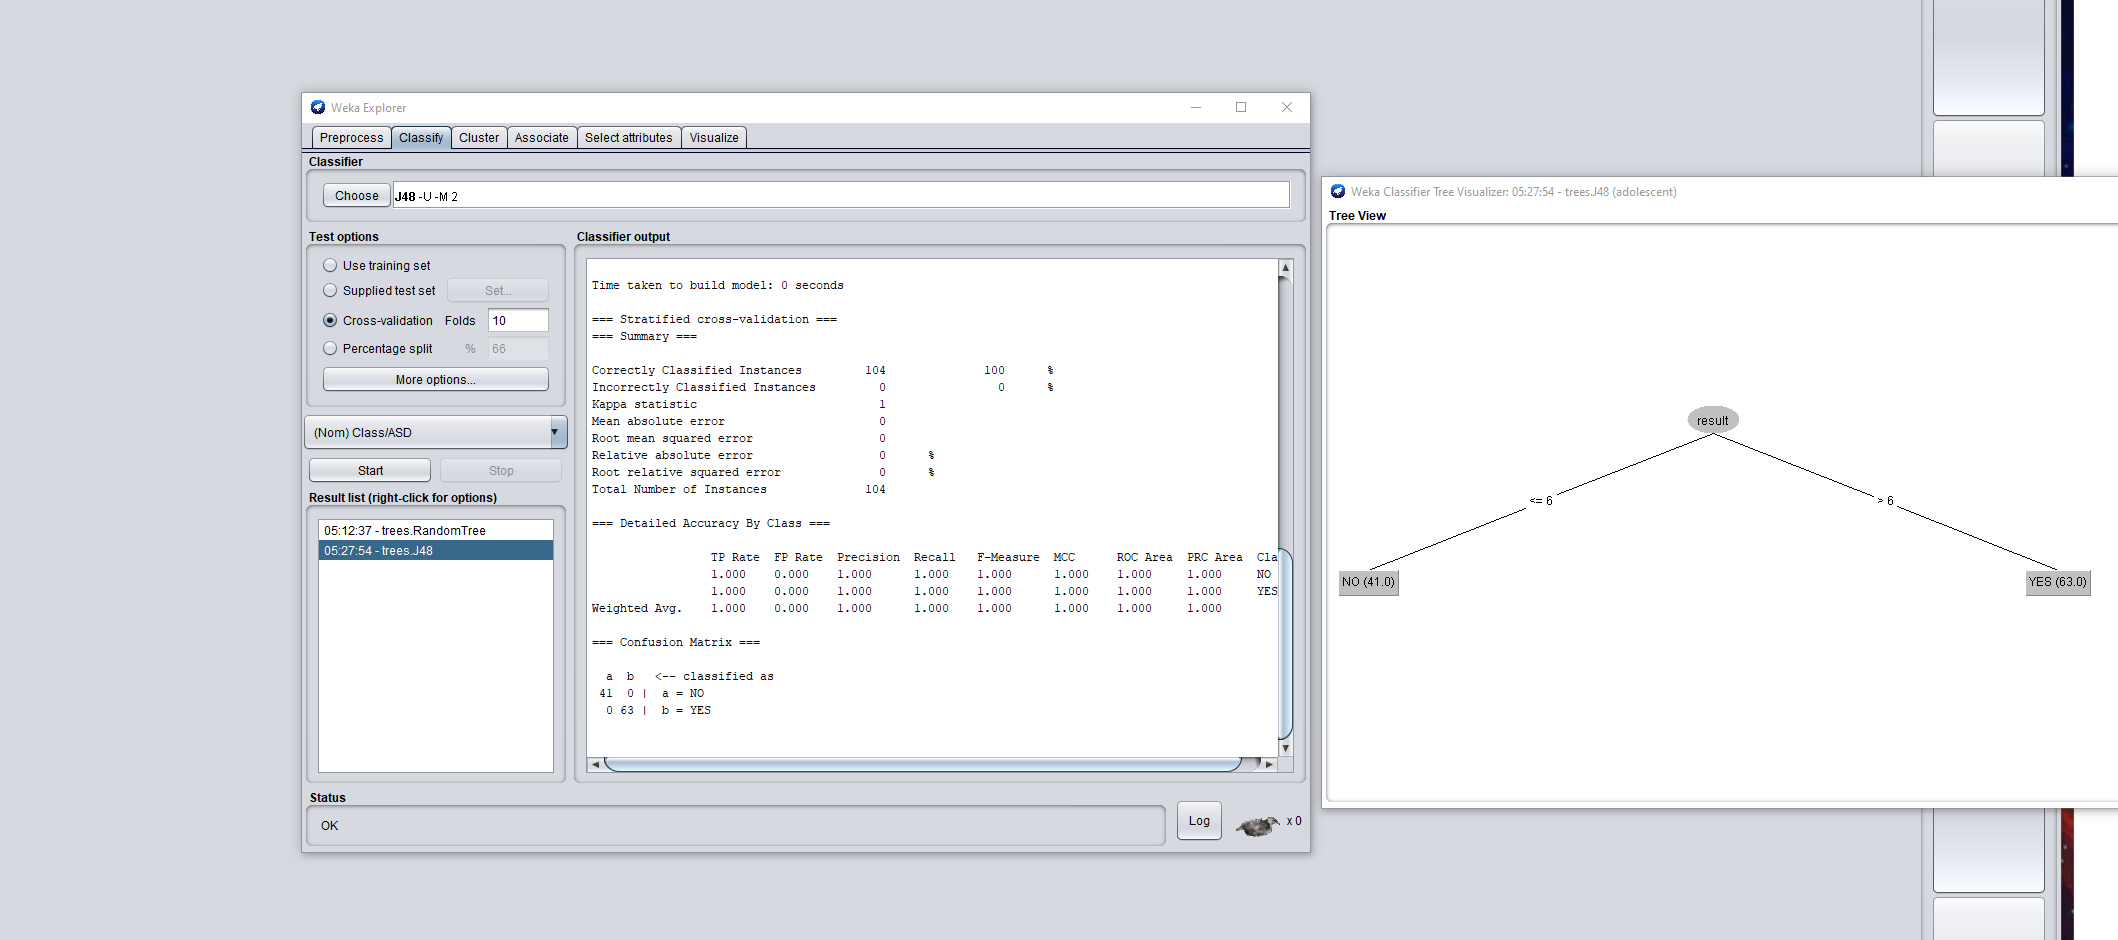 Weka Explorer
Preprocess Classify Cluster Associate Select attributes Visualize
Classifier
Choose J48 -U -M 2
Test options
Use training set
Supplied test set Set...
Cross-validation Folds 10
Percentage split % 66
More options...
(Nom) Class/ASD
Start Stop
Result list (right-click for options)
05:12:37 - trees.RandomTree
05:27:54 - trees.J48
Classifier output
Time taken to build model: 0 seconds
=== Stratified cross-validation ===
=== Summary ===
Correctly Classified Instances 104 100 %
Incorrectly Classified Instances 0 0 %
Kappa statistic 1
Mean absolute error 0
Root mean squared error 0
Relative absolute error 0 %
Root relative squared error 0 %
Total Number of Instances 104
=== Detailed Accuracy By Class ===
TP Rate FP Rate Precision Recall F-Measure MCC ROC Area PRC Area Cla
1.000 0.000 1.000 1.000 1.000 1.000 1.000 1.000 NO
1.000 0.000 1.000 1.000 1.000 1.000 1.000 1.000 YES
Weighted Avg. 1.000 0.000 1.000 1.000 1.000 1.000 1.000 1.000
=== Confusion Matrix ===
a b <-- classified as
41 0 | a = NO
0 63 | b = YES
Status
OK
Log
x 0
Weka Classifier Tree Visualizer: 05:27:54 - trees.J48 (adolescent)
Tree View
result
<= 6
> 6
NO (41.0)
YES (63.0)